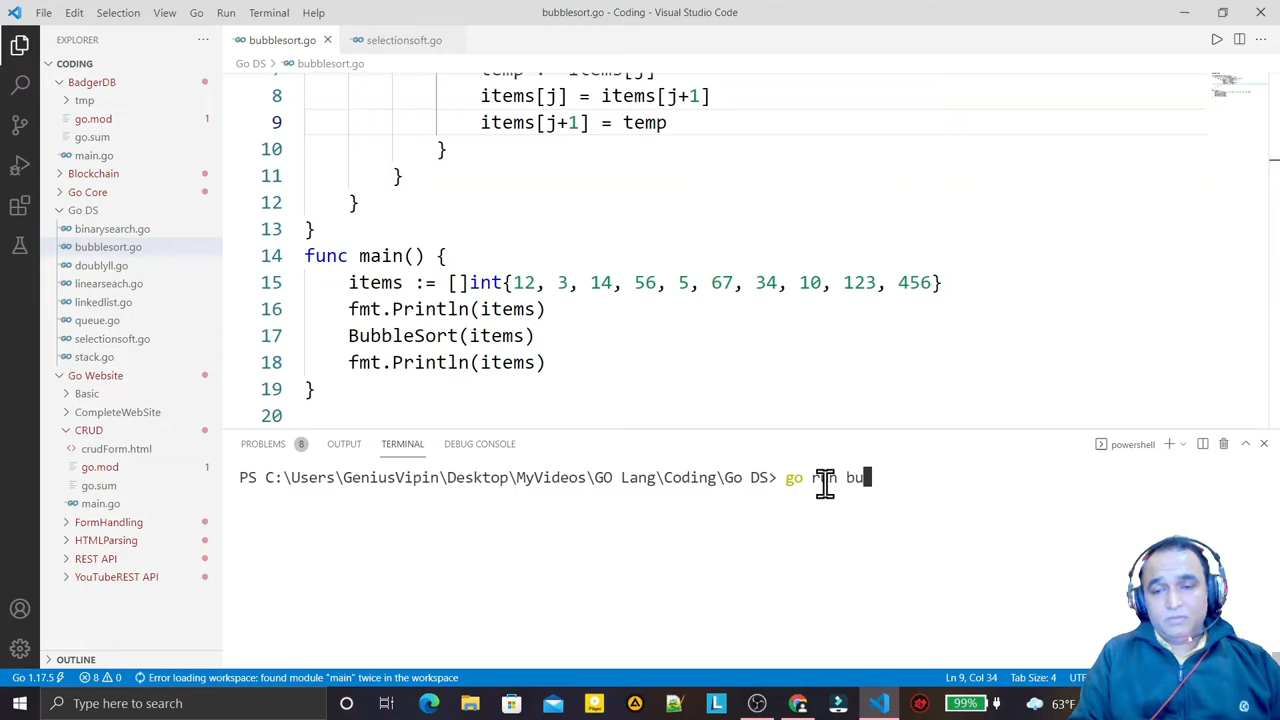 File Edit Selection View Go Run Terminal Help
bubblesort.go - Coding - Visual Studio Code
EXPLORER
bubblesort.go
selectionsoft.go
CODING
Go DS > bubblesort.go
BadgerDB
tmp
go.mod 1
go.sum
main.go
Blockchain
Go Core
Go DS
binarysearch.go
bubblesort.go
doublyll.go
linearseach.go
linkedlist.go
queue.go
selectionsoft.go
stack.go
Go Website
Basic
CompleteWebSite
CRUD
crudForm.html
go.mod 1
go.sum
main.go
FormHandling
HTMLParsing
REST API
YouTubeREST API
OUTLINE
8 items[j] = items[j+1]
9 items[j+1] = temp
10 }
11 }
12 }
13 }
14 func main() {
15 items := []int{12, 3, 14, 56, 5, 67, 34, 10, 123, 456}
16 fmt.Println(items)
17 BubbleSort(items)
18 fmt.Println(items)
19 }
20
PROBLEMS 8 OUTPUT TERMINAL DEBUG CONSOLE
powershell
PS C:\Users\GeniusVipin\Desktop\MyVideos\GO Lang\Coding\Go DS> go run bu
Go 1.17.5 8 0 Error loading workspace: found module "main" twice in the workspace
Ln 9, Col 34 Tab Size: 4
Type here to search
99%
63°F